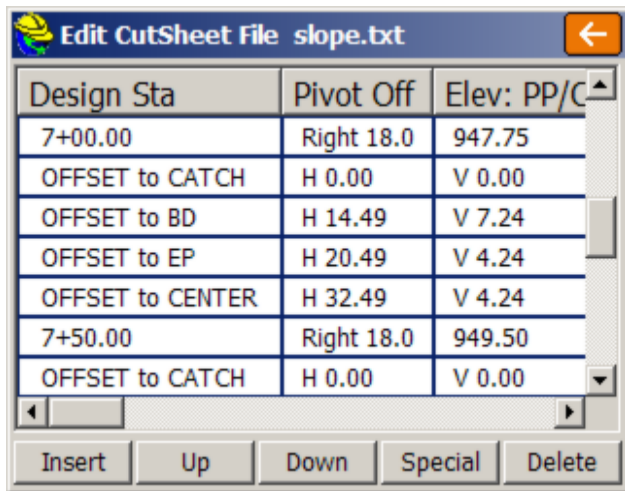 Edit CutSheet File slope.txt
Design Sta Pivot Off Elev: PP/C
7+00.00 Right 18.0 947.75
OFFSET to CATCH H 0.00 V 0.00
OFFSET to BD H 14.49 V 7.24
OFFSET to EP H 20.49 V 4.24
OFFSET to CENTER H 32.49 V 4.24
7+50.00 Right 18.0 949.50
OFFSET to CATCH H 0.00 V 0.00
Insert Up Down Special Delete